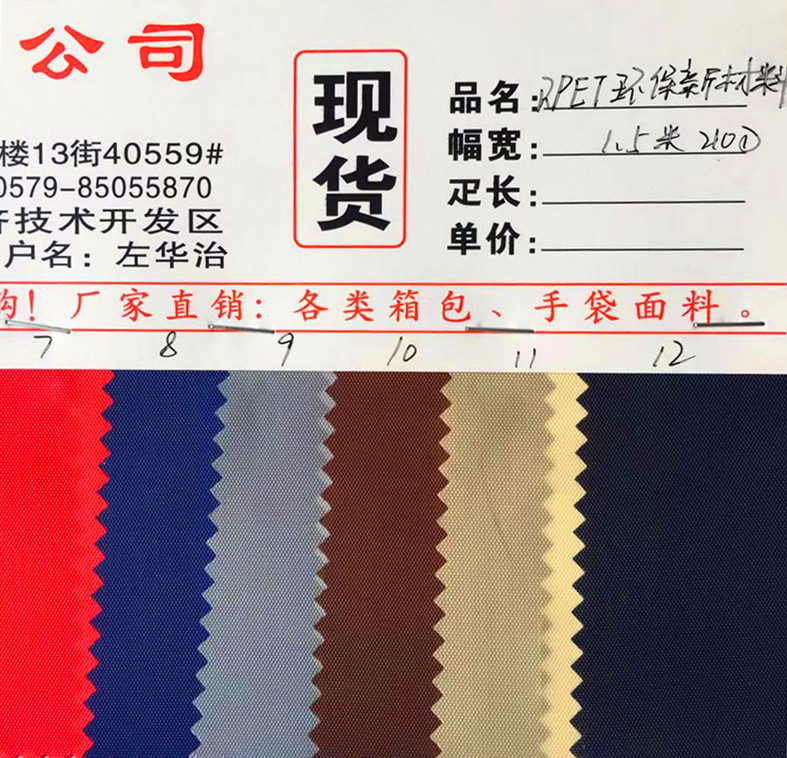 公司
现货
楼13街40559#
0579-85055870
技术开发区
户名：左华治
品名：RPET环保新材料
幅宽：1.5米 210D
疋长：
单价：
购！厂家直销：各类箱包、手袋面料。
7 8 9 10 11 12